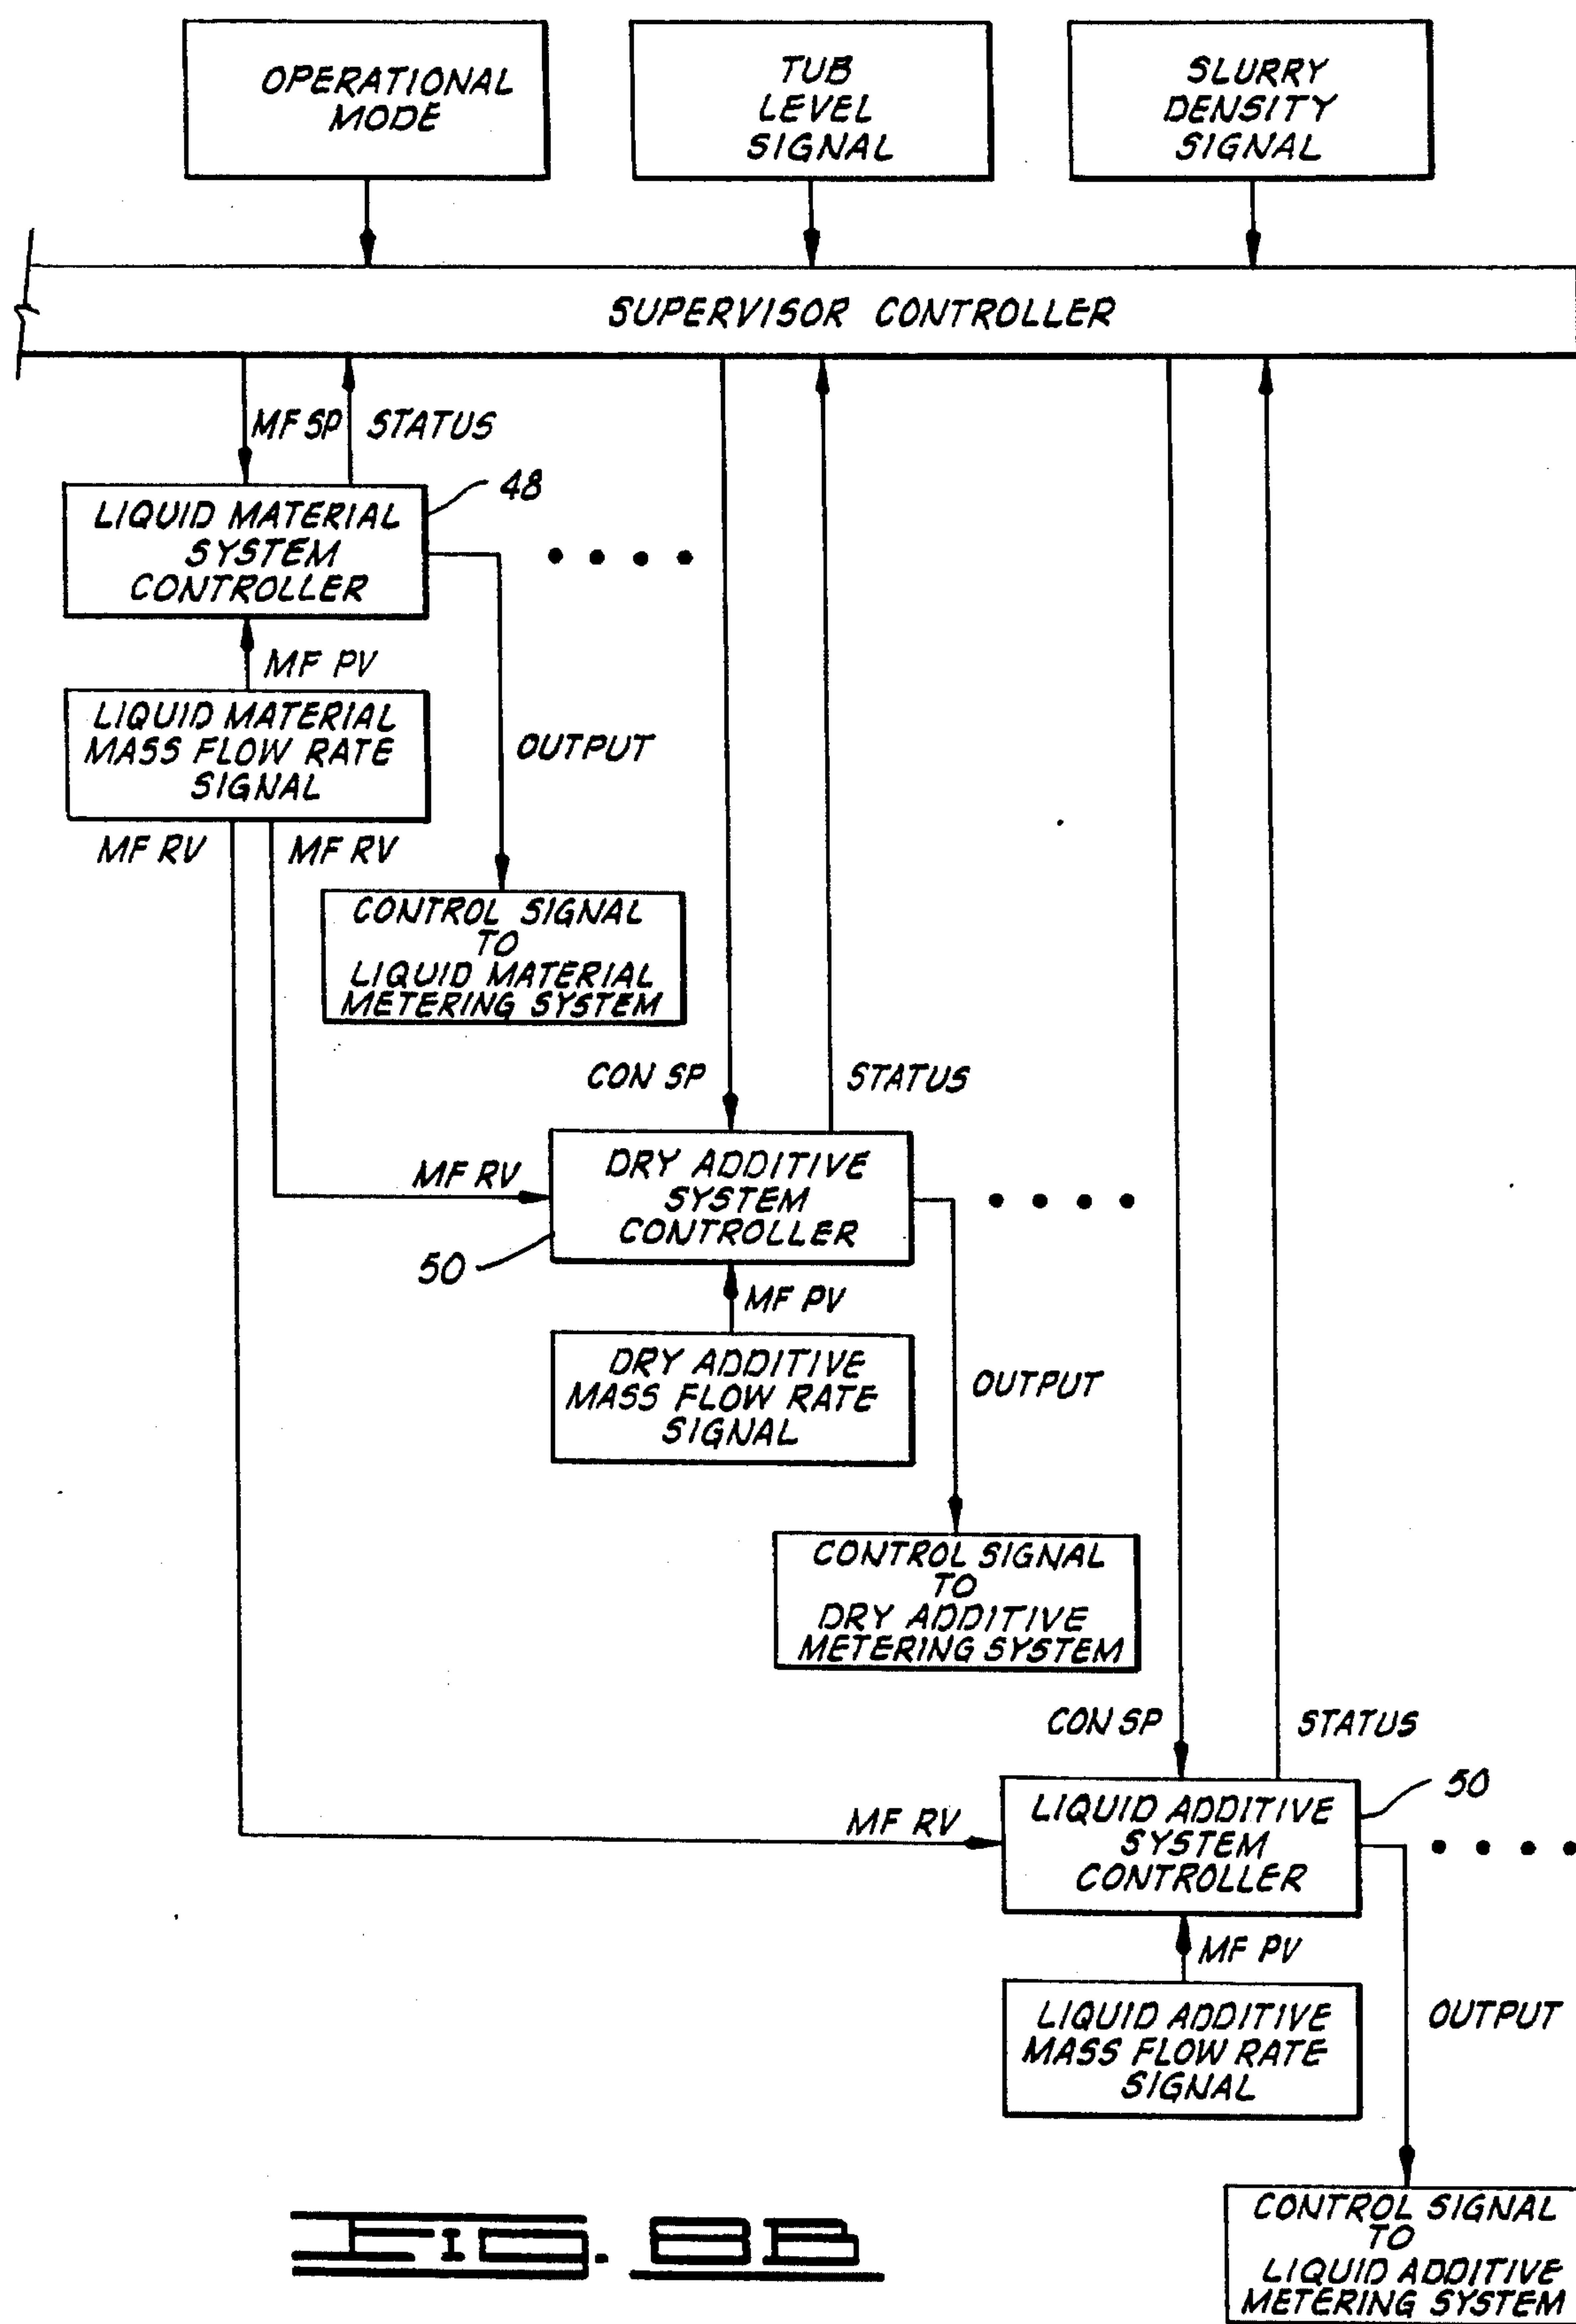 OPERATIONAL
MODE
TUB
LEVEL
SIGNAL
SLURRY
DENSITY
SIGNAL
SUPERVISOR CONTROLLER
MF SP
STATUS
48
LIQUID MATERIAL
SYSTEM
CONTROLLER
MF PV
LIQUID MATERIAL
MASS FLOW RATE
SIGNAL
OUTPUT
MF RV
MF RV
CONTROL SIGNAL
TO
LIQUID MATERIAL
METERING SYSTEM
CON SP
STATUS
MF RV
DRY ADDITIVE
SYSTEM
CONTROLLER
50
MF PV
DRY ADDITIVE
MASS FLOW RATE
SIGNAL
OUTPUT
CONTROL SIGNAL
TO
DRY ADDITIVE
METERING SYSTEM
CON SP
STATUS
50
MF RV
LIQUID ADDITIVE
SYSTEM
CONTROLLER
MF PV
LIQUID ADDITIVE
MASS FLOW RATE
SIGNAL
OUTPUT
CONTROL SIGNAL
TO
LIQUID ADDITIVE
METERING SYSTEM
FIG. 8B